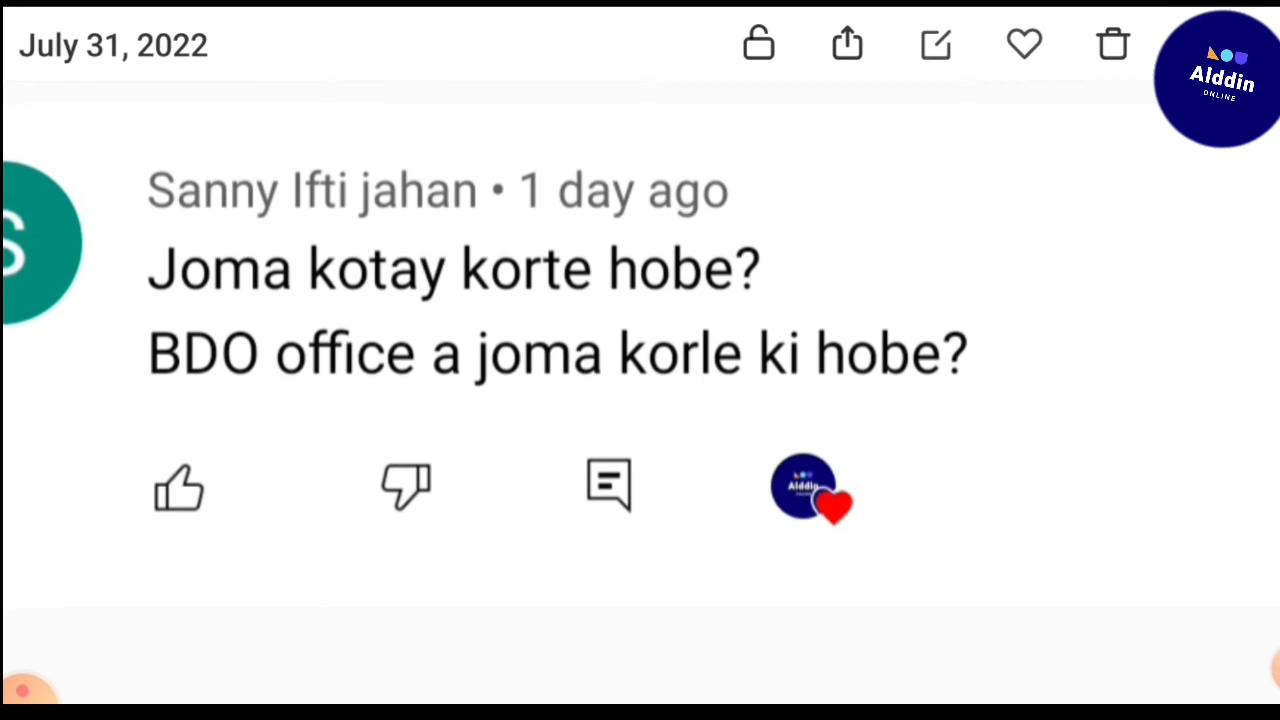 July 31, 2022
Alddin
ONLINE
Sanny Ifti jahan • 1 day ago
S
Joma kotay korte hobe?
BDO office a joma korle ki hobe?
Alddin